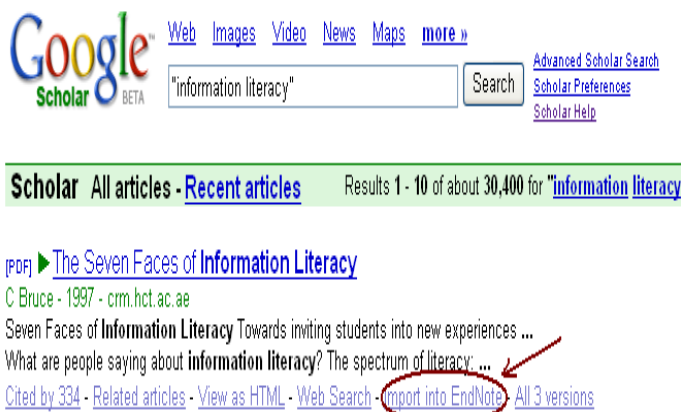 Google
Scholar BETA
Web Images Video News Maps more »
"information literacy"
Search
Advanced Scholar Search
Scholar Preferences
Scholar Help
Scholar All articles - Recent articles Results 1 - 10 of about 30,400 for "information literacy
[PDF] ▶ The Seven Faces of Information Literacy
C Bruce - 1997 - crm.hct.ac.ae
Seven Faces of Information Literacy Towards inviting students into new experiences ...
What are people saying about information literacy? The spectrum of literacy: ...
Cited by 334 - Related articles - View as HTML - Web Search - Import into EndNote - All 3 versions